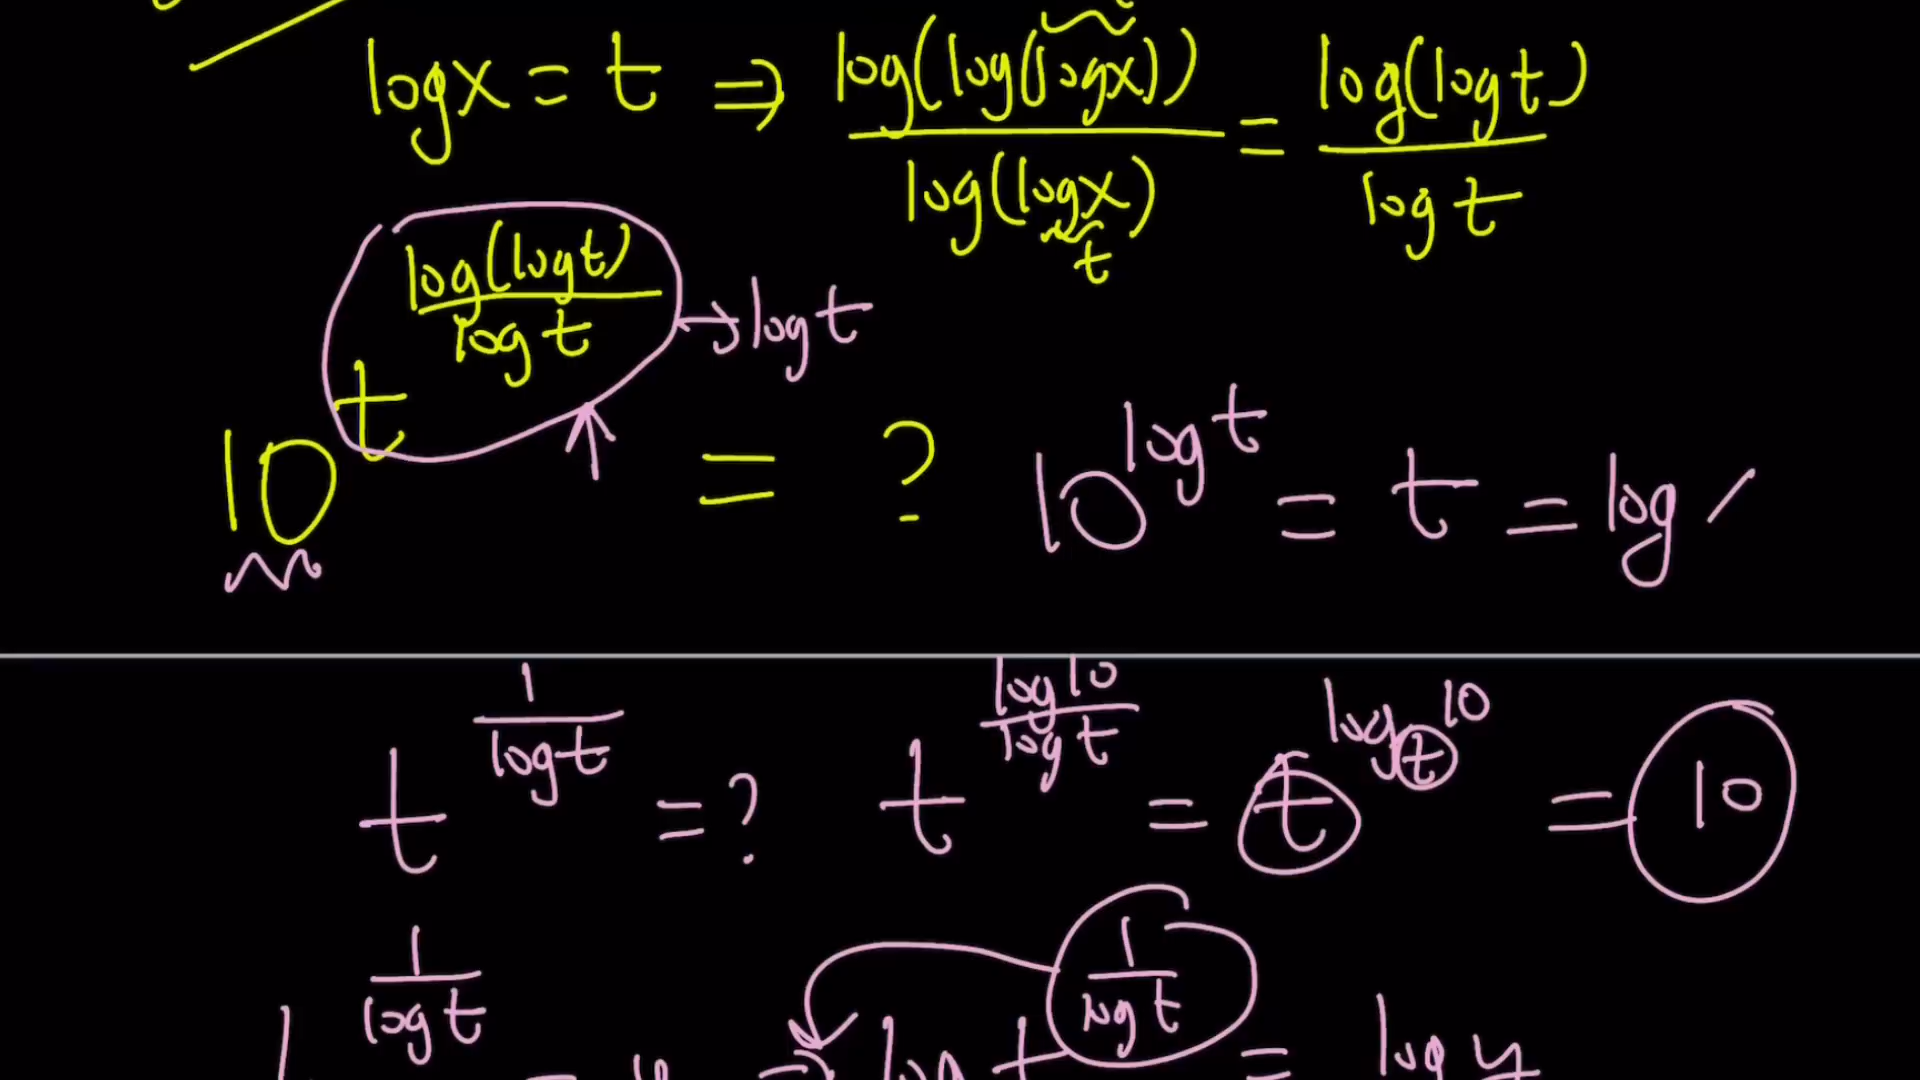 log x = t ⇒ log(log(log x)) / log(log x) = log(log t) / log t
t
10^t^(log(log t) / log t) → log t
= ? 10^(log t) = t = log
t^(1 / log t) = ? t^(log 10 / log t) = t^(log_t 10) = 10
1 / log t ⇒ log t^(1 / log t) = log y